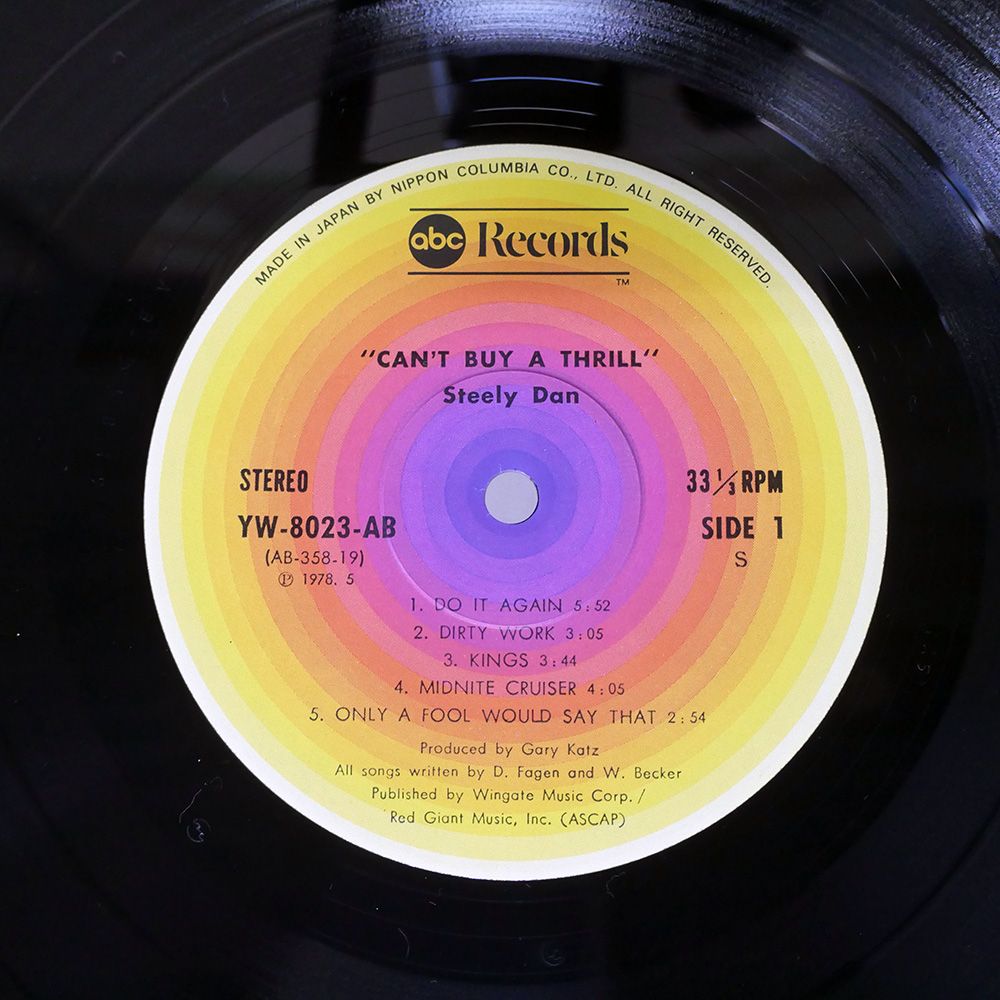 MADE IN JAPAN BY NIPPON COLUMBIA CO., LTD. ALL RIGHT RESERVED.
abc Records
TM
"CAN'T BUY A THRILL"
Steely Dan
STEREO 33 1/3 RPM
YW-8023-AB SIDE 1
(AB-358-19) S
Ⓟ 1978. 5
1. DO IT AGAIN 5:52
2. DIRTY WORK 3:05
3. KINGS 3:44
4. MIDNITE CRUISER 4:05
5. ONLY A FOOL WOULD SAY THAT 2:54
Produced by Gary Katz
All songs written by D. Fagen and W. Becker
Published by Wingate Music Corp. /
Red Giant Music, Inc. (ASCAP)